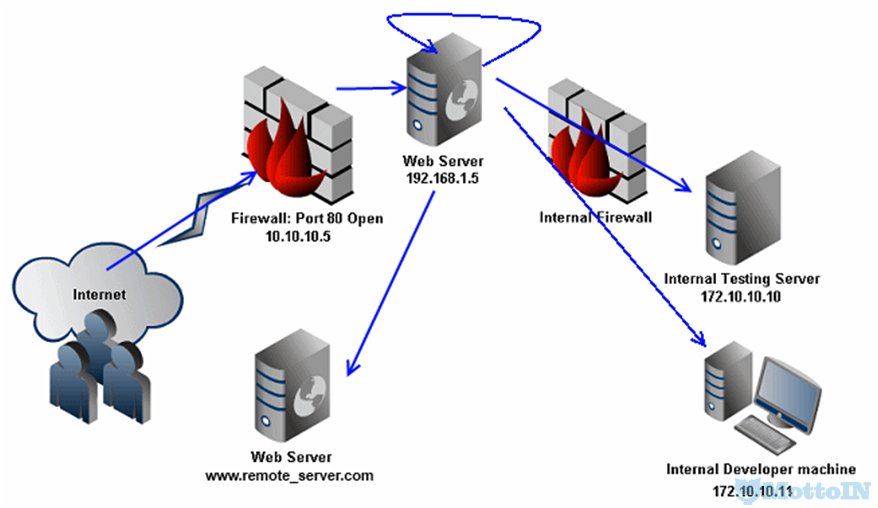 Web Server
192.168.1.5
Firewall: Port 80 Open
10.10.10.5
Internal Firewall
Internet
Internal Testing Server
172.10.10.10
Web Server
www.remote_server.com
Internal Developer machine
172.10.10.11
MottoIN